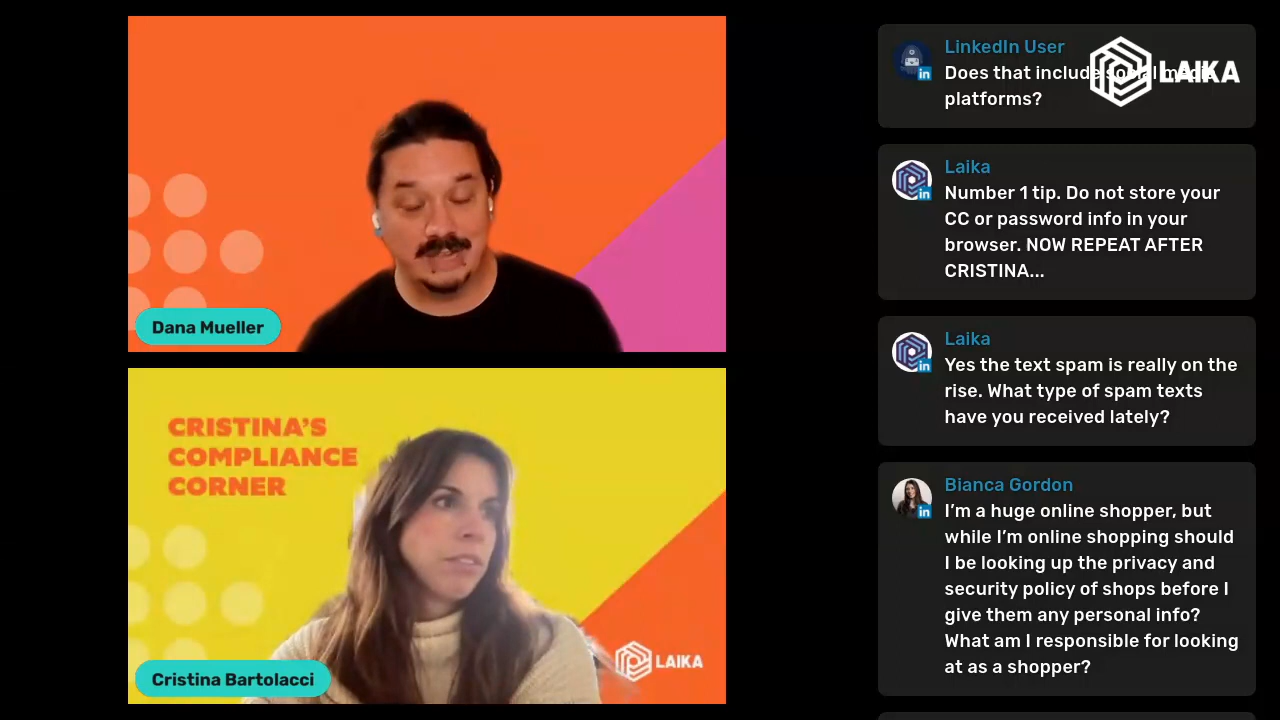 Dana Mueller
CRISTINA'S
COMPLIANCE
CORNER
LAIKA
Cristina Bartolacci
LAIKA
LinkedIn User
Does that include social media
platforms?
Laika
Number 1 tip. Do not store your
CC or password info in your
browser. NOW REPEAT AFTER
CRISTINA...
Laika
Yes the text spam is really on the
rise. What type of spam texts
have you received lately?
Bianca Gordon
I’m a huge online shopper, but
while I’m online shopping should
I be looking up the privacy and
security policy of shops before I
give them any personal info?
What am I responsible for looking
at as a shopper?